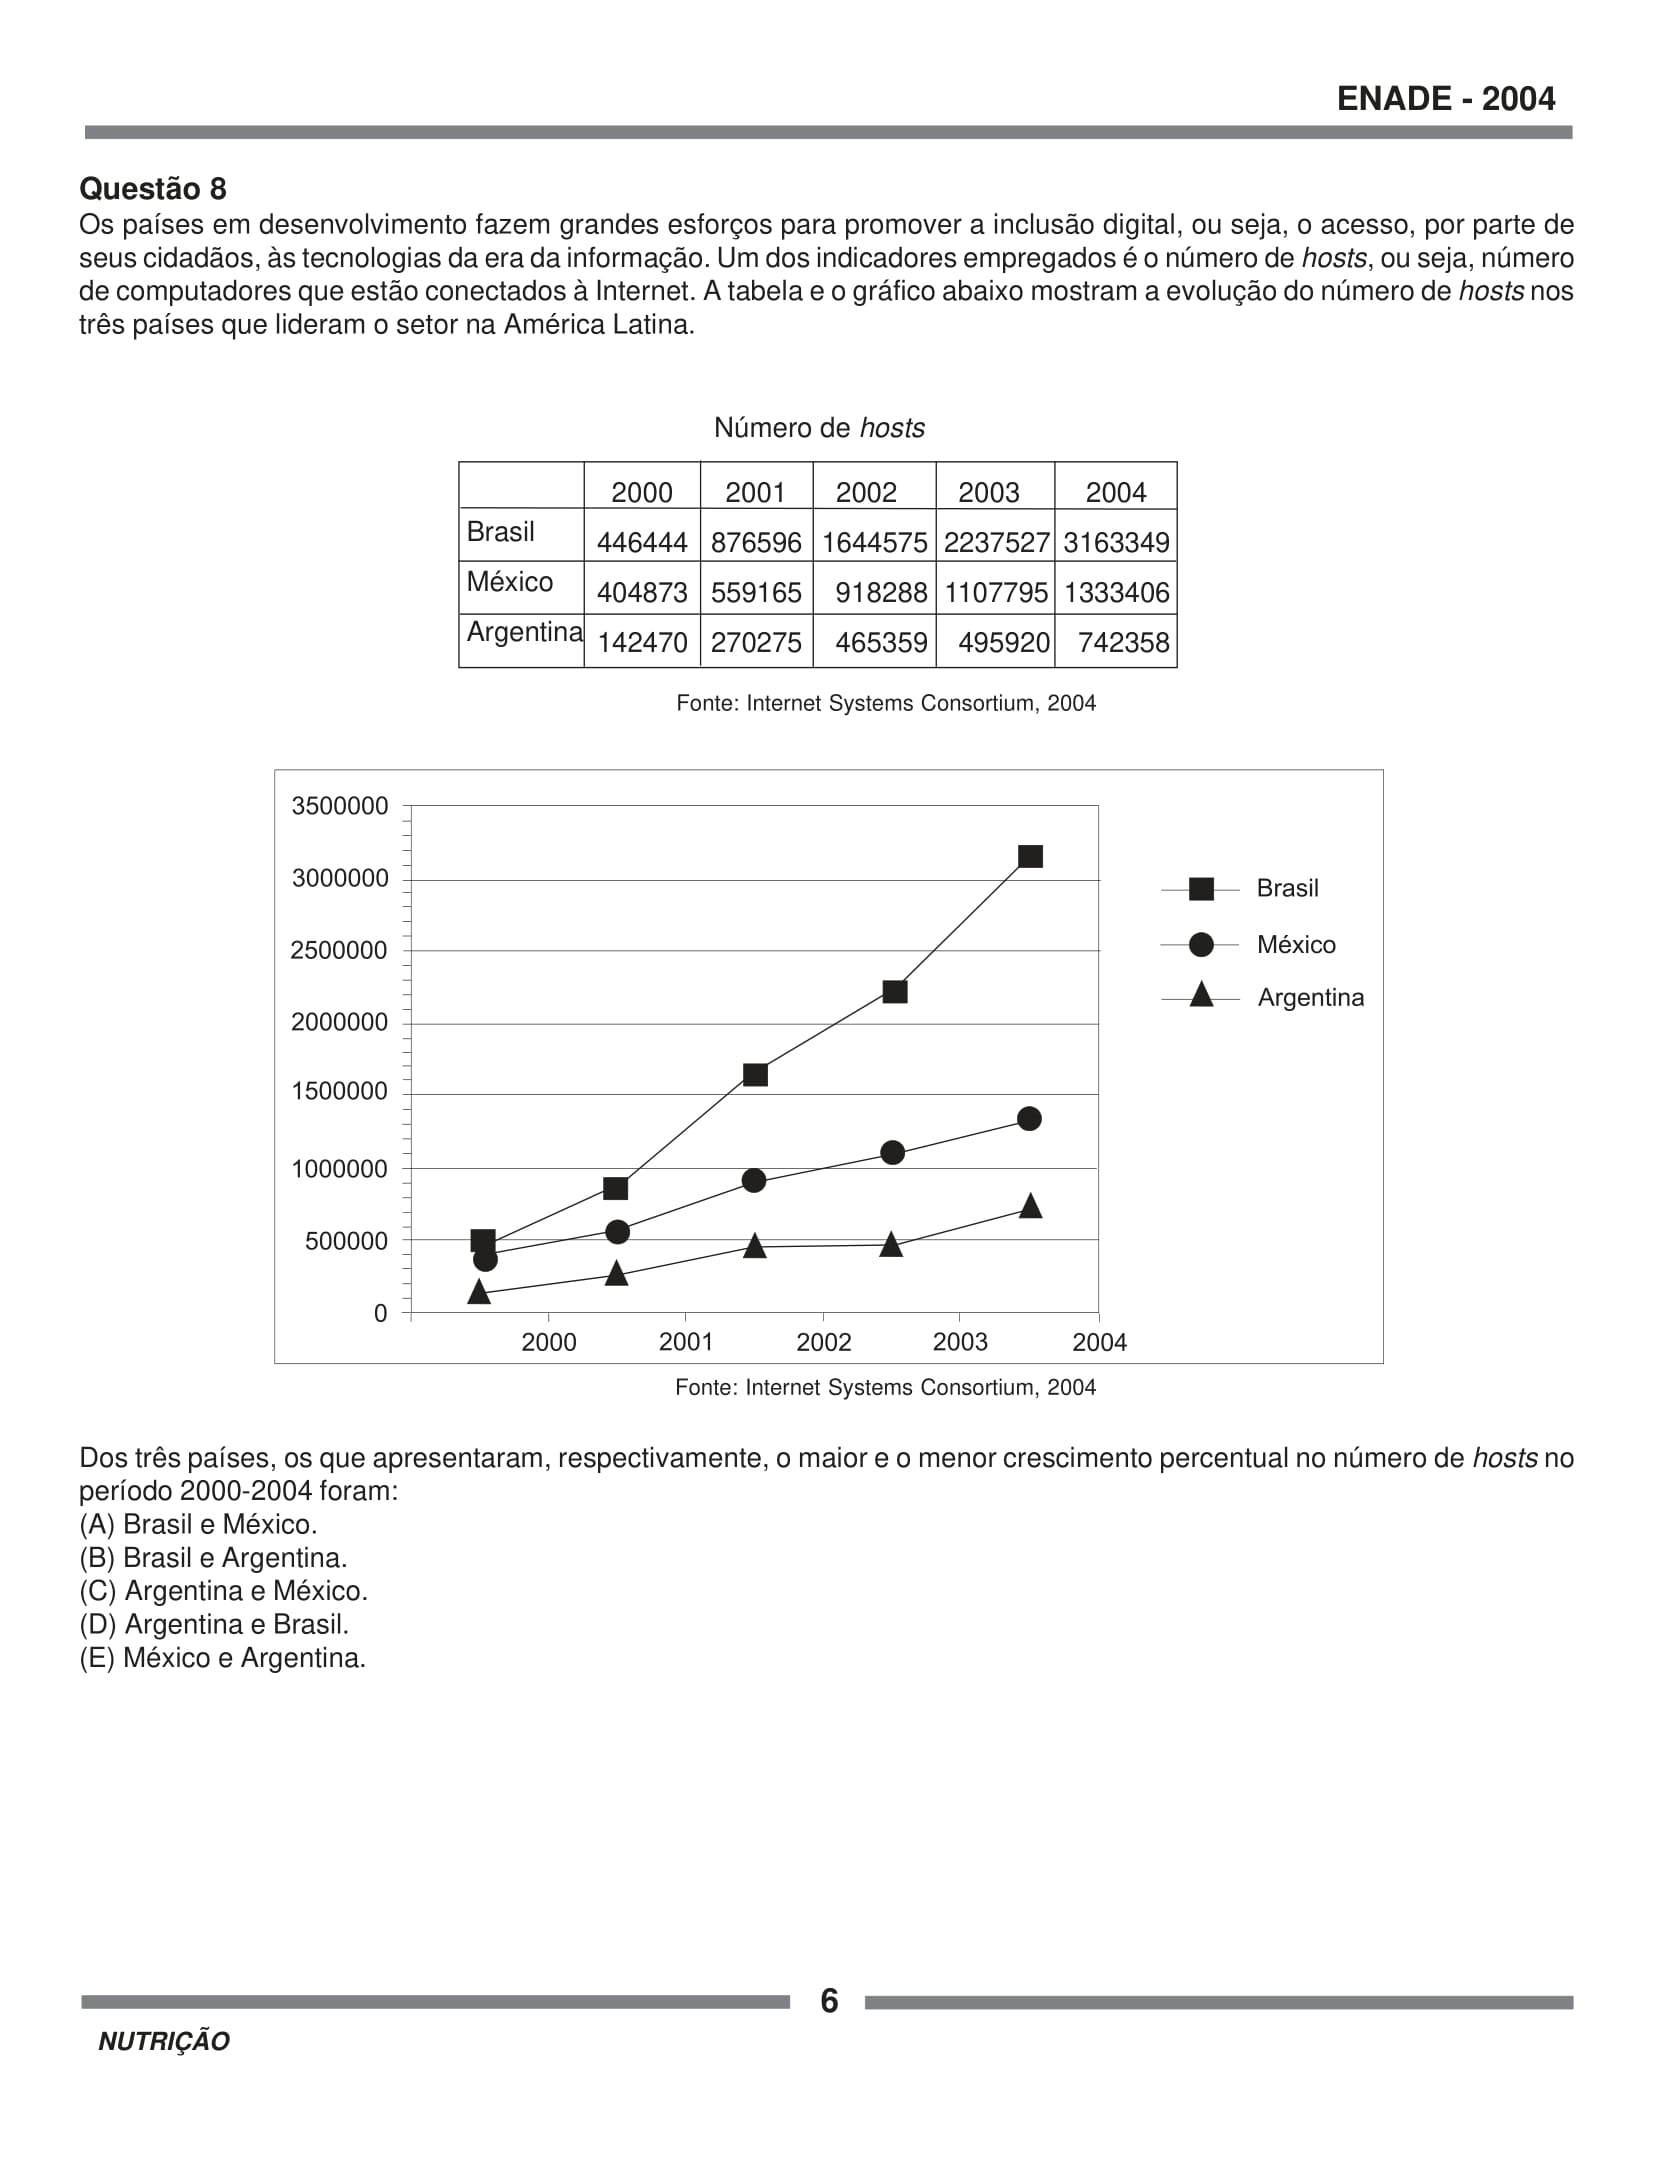 ENADE - 2004
Questão 8
Os países em desenvolvimento fazem grandes esforços para promover a inclusão digital, ou seja, o acesso, por parte de
seus cidadãos, às tecnologias da era da informação. Um dos indicadores empregados é o número de hosts, ou seja, número
de computadores que estão conectados à Internet. A tabela e o gráfico abaixo mostram a evolução do número de hosts nos
três países que lideram o setor na América Latina.
Número de hosts
2000 2001 2002 2003 2004
Brasil 446444 876596 1644575 2237527 3163349
México 404873 559165 918288 1107795 1333406
Argentina 142470 270275 465359 495920 742358
Fonte: Internet Systems Consortium, 2004
3500000
3000000
2500000
2000000
1500000
1000000
500000
0
2000 2001 2002 2003 2004
Brasil
México
Argentina
Fonte: Internet Systems Consortium, 2004
Dos três países, os que apresentaram, respectivamente, o maior e o menor crescimento percentual no número de hosts no
período 2000-2004 foram:
(A) Brasil e México.
(B) Brasil e Argentina.
(C) Argentina e México.
(D) Argentina e Brasil.
(E) México e Argentina.
6
NUTRIÇÃO